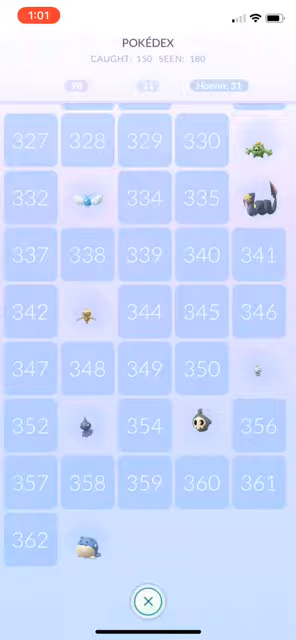 1:01
POKÉDEX
CAUGHT: 150 SEEN: 180
98 31 Hoenn: 31
327 328 329 330
332 334 335
337 338 339 340 341
342 344 345 346
347 348 349 350
352 354 356
357 358 359 360 361
362